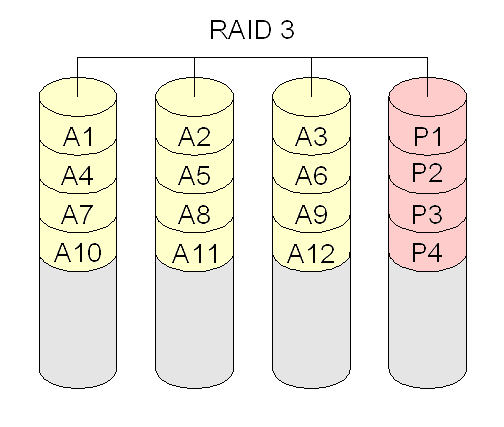 RAID 3
A1 A2 A3 P1
A4 A5 A6 P2
A7 A8 A9 P3
A10 A11 A12 P4